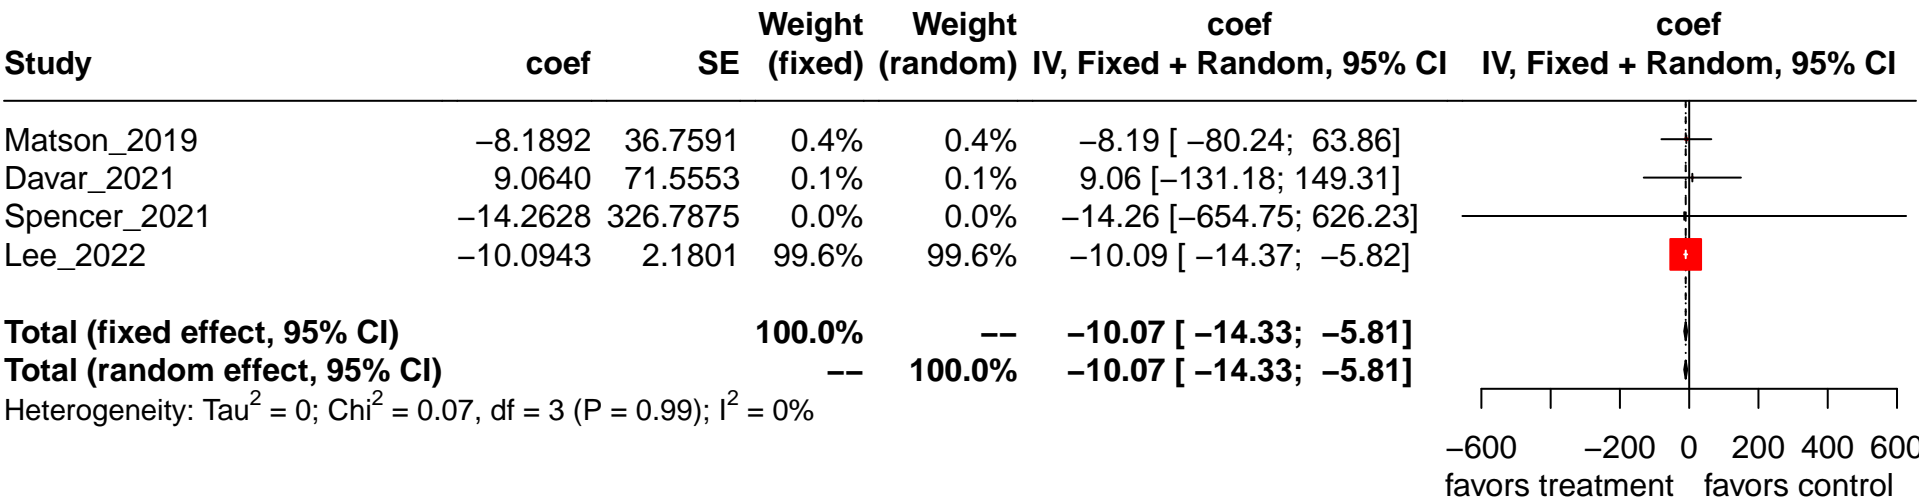 Weight Weight coef coef
Study coef SE (fixed) (random) IV, Fixed + Random, 95% CI IV, Fixed + Random, 95% CI
Matson_2019 −8.1892 36.7591 0.4% 0.4% −8.19 [ −80.24; 63.86]
Davar_2021 9.0640 71.5553 0.1% 0.1% 9.06 [−131.18; 149.31]
Spencer_2021 −14.2628 326.7875 0.0% 0.0% −14.26 [−654.75; 626.23]
Lee_2022 −10.0943 2.1801 99.6% 99.6% −10.09 [ −14.37; −5.82]
Total (fixed effect, 95% CI) 100.0% −− −10.07 [ −14.33; −5.81]
Total (random effect, 95% CI) −− 100.0% −10.07 [ −14.33; −5.81]
Heterogeneity: Tau² = 0; Chi² = 0.07, df = 3 (P = 0.99); I² = 0%
−600 −200 0 200 400 600
favors treatment favors control